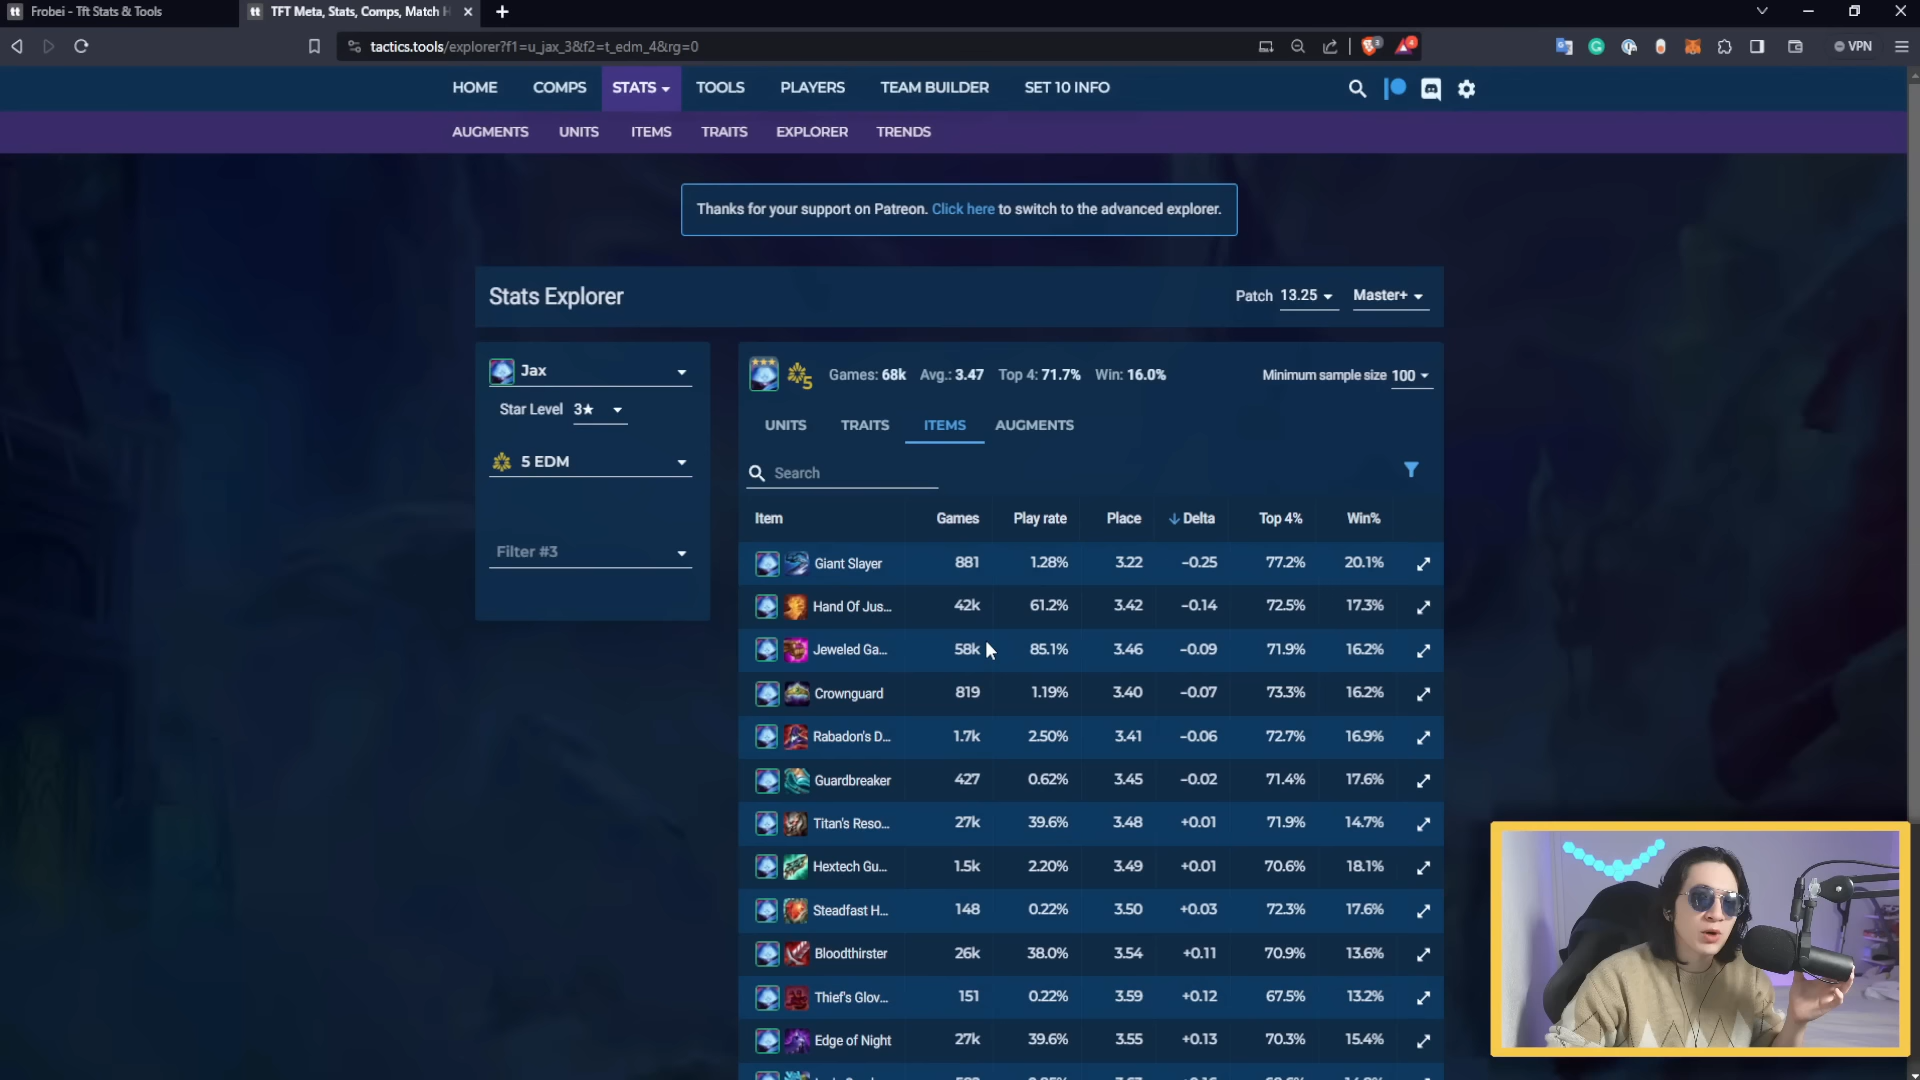 Frobei - Tft Stats & Tools
TFT Meta, Stats, Comps, Match H
tactics.tools/explorer?f1=u_jax_3&f2=t_edm_4&rg=0
VPN
HOME COMPS STATS TOOLS PLAYERS TEAM BUILDER SET 10 INFO
AUGMENTS UNITS ITEMS TRAITS EXPLORER TRENDS
Thanks for your support on Patreon. Click here to switch to the advanced explorer.
Stats Explorer
Patch 13.25 Master+
Jax
Star Level 3★
5 EDM
Filter #3
5 Games: 68k Avg.: 3.47 Top 4: 71.7% Win: 16.0% Minimum sample size 100
UNITS TRAITS ITEMS AUGMENTS
Search
Item Games Play rate Place Delta Top 4% Win%
Giant Slayer 881 1.28% 3.22 -0.25 77.2% 20.1%
Hand Of Jus... 42k 61.2% 3.42 -0.14 72.5% 17.3%
Jeweled Ga... 58k 85.1% 3.46 -0.09 71.9% 16.2%
Crownguard 819 1.19% 3.40 -0.07 73.3% 16.2%
Rabadon's D... 1.7k 2.50% 3.41 -0.06 72.7% 16.9%
Guardbreaker 427 0.62% 3.45 -0.02 71.4% 17.6%
Titan's Reso... 27k 39.6% 3.48 +0.01 71.9% 14.7%
Hextech Gu... 1.5k 2.20% 3.49 +0.01 70.6% 18.1%
Steadfast H... 148 0.22% 3.50 +0.03 72.3% 17.6%
Bloodthirster 26k 38.0% 3.54 +0.11 70.9% 13.6%
Thief's Glov... 151 0.22% 3.59 +0.12 67.5% 13.2%
Edge of Night 27k 39.6% 3.55 +0.13 70.3% 15.4%